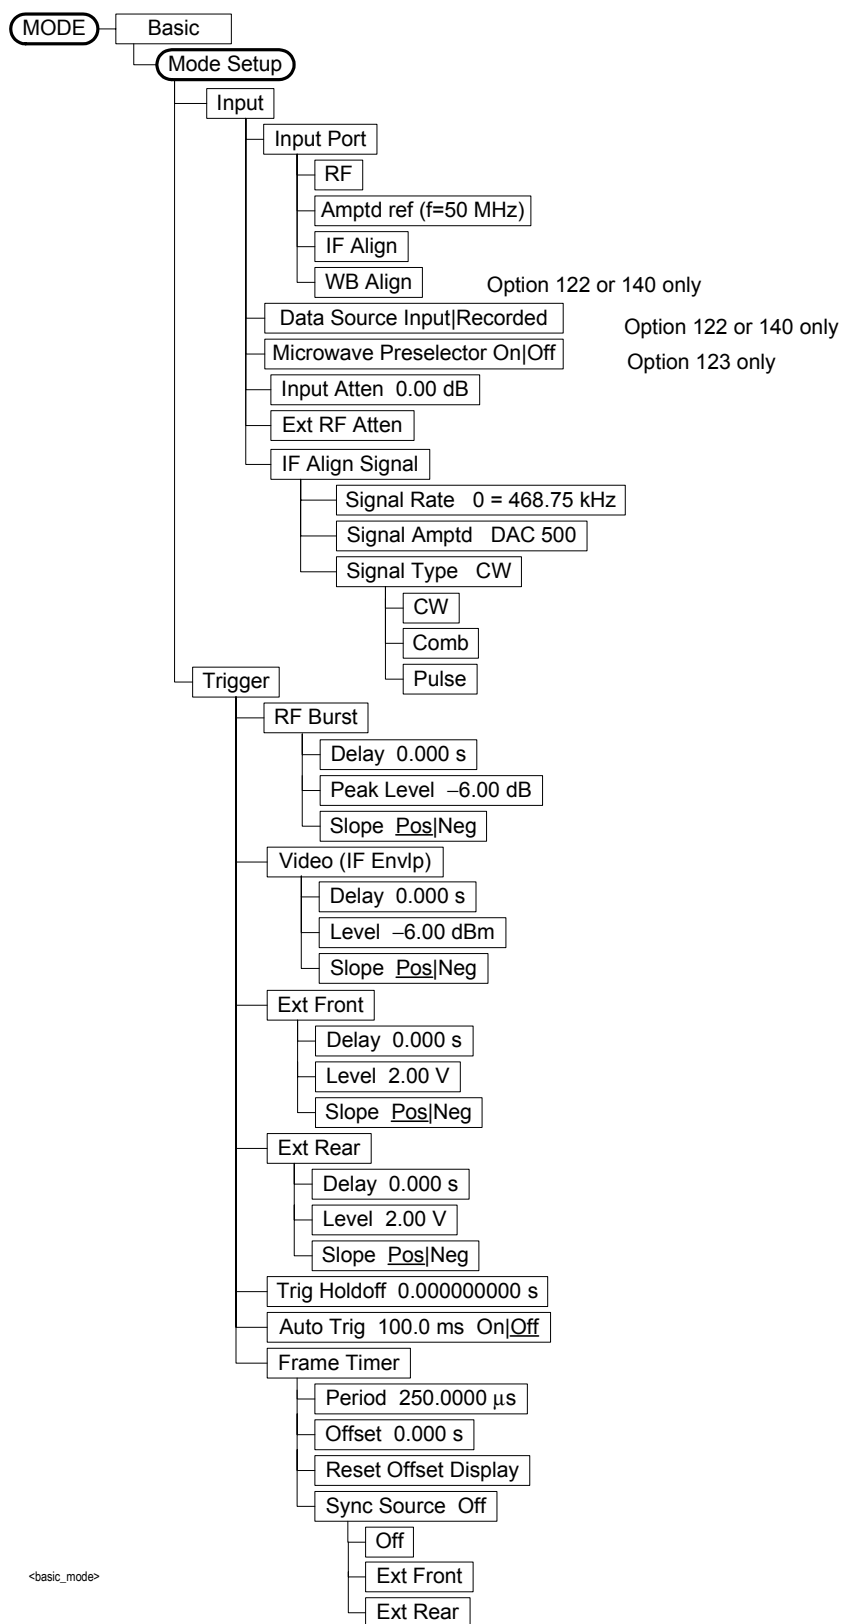 MODE
Basic
Mode Setup
Input
Input Port
RF
Amptd ref (f=50 MHz)
IF Align
WB Align
Option 122 or 140 only
Data Source Input|Recorded
Option 122 or 140 only
Microwave Preselector On|Off
Option 123 only
Input Atten 0.00 dB
Ext RF Atten
IF Align Signal
Signal Rate 0 = 468.75 kHz
Signal Amptd DAC 500
Signal Type CW
CW
Comb
Pulse
Trigger
RF Burst
Delay 0.000 s
Peak Level –6.00 dB
Slope Pos|Neg
Video (IF Envlp)
Delay 0.000 s
Level –6.00 dBm
Slope Pos|Neg
Ext Front
Delay 0.000 s
Level 2.00 V
Slope Pos|Neg
Ext Rear
Delay 0.000 s
Level 2.00 V
Slope Pos|Neg
Trig Holdoff 0.000000000 s
Auto Trig 100.0 ms On|Off
Frame Timer
Period 250.0000 µs
Offset 0.000 s
Reset Offset Display
Sync Source Off
Off
Ext Front
Ext Rear
<basic_mode>